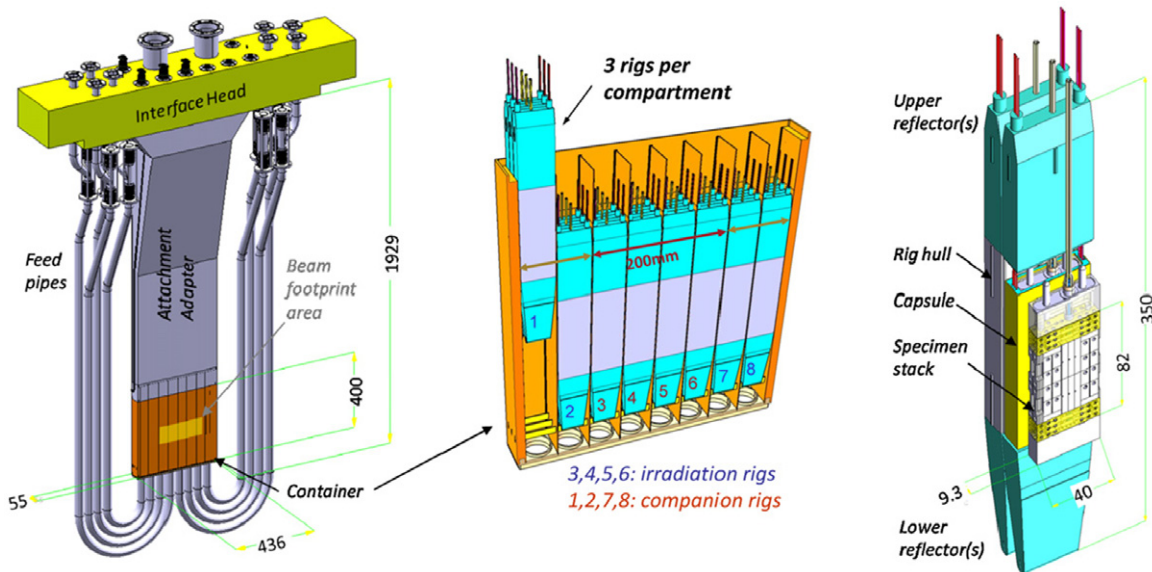 Interface Head
Feed
pipes
Attachment
Adapter
Beam
footprint
area
1929
400
55
436
Container
3 rigs per
compartment
200mm
1
2
3
4
5
6
7
8
3,4,5,6: irradiation rigs
1,2,7,8: companion rigs
Upper
reflector(s)
Rig hull
Capsule
Specimen
stack
350
82
9.3
40
Lower
reflector(s)